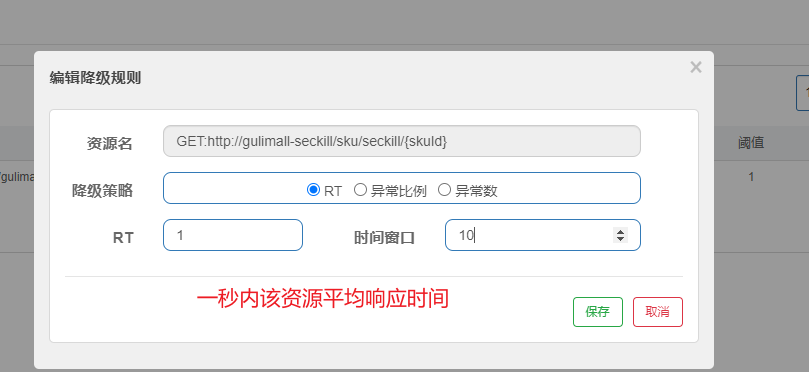 编辑降级规则
×
资源名 GET:http://gulimall-seckill/sku/seckill/{skuId}
阈值
/gulima
降级策略 RT 异常比例 异常数
1
RT 1 时间窗口 10
一秒内该资源平均响应时间
保存 取消